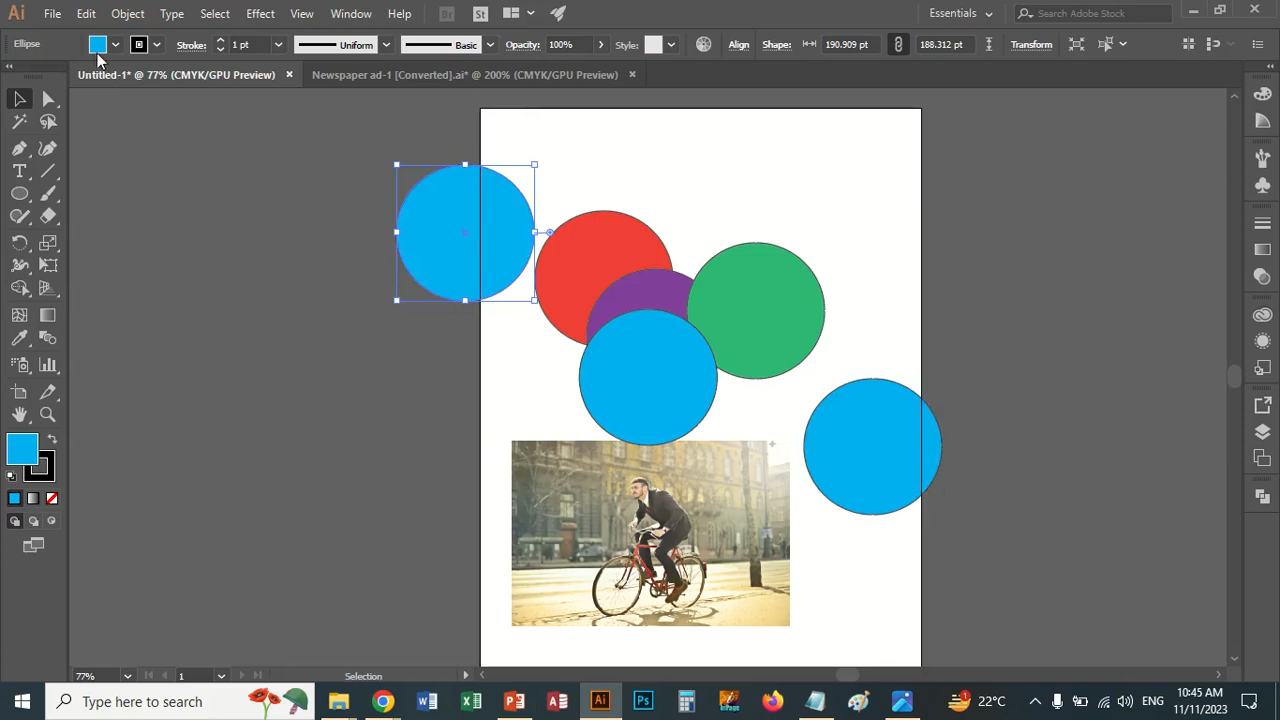 Ai File Edit Object Type Select Effect View Window Help Br St Essentials Search Adobe Stock
Ellipse Stroke: 1 pt Uniform Basic Opacity: 100% Style: Align Shape: 190.909 pt 188.312 pt Transform
Untitled-1* @ 77% (CMYK/GPU Preview) × Newspaper ad-1 [Converted].ai* @ 200% (CMYK/GPU Preview) ×
77% 1 Selection
Type here to search 22°C ENG 10:45 AM
11/11/2023